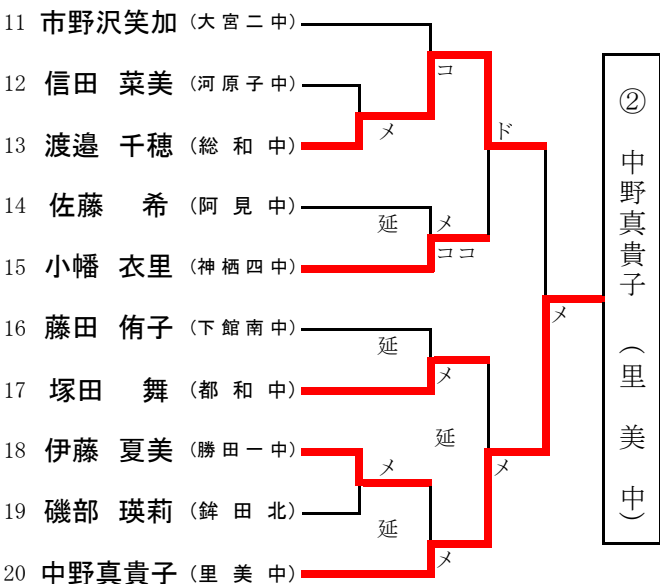 11 市野沢笑加 (大宮二中)
コ
12 信田 菜美 (河原子中)
メ
ド
13 渡邉 千穂 (総和中)
14 佐藤 希 (阿見中)
延
メ
ココ
15 小幡 衣里 (神栖四中)
メ
16 藤田 侑子 (下館南中)
延
メ
17 塚田 舞 (都和中)
延
18 伊藤 夏美 (勝田一中)
メ
メ
19 磯部 瑛莉 (鉾田北)
延
メ
20 中野真貴子 (里美中)
② 中野真貴子 (里美中)